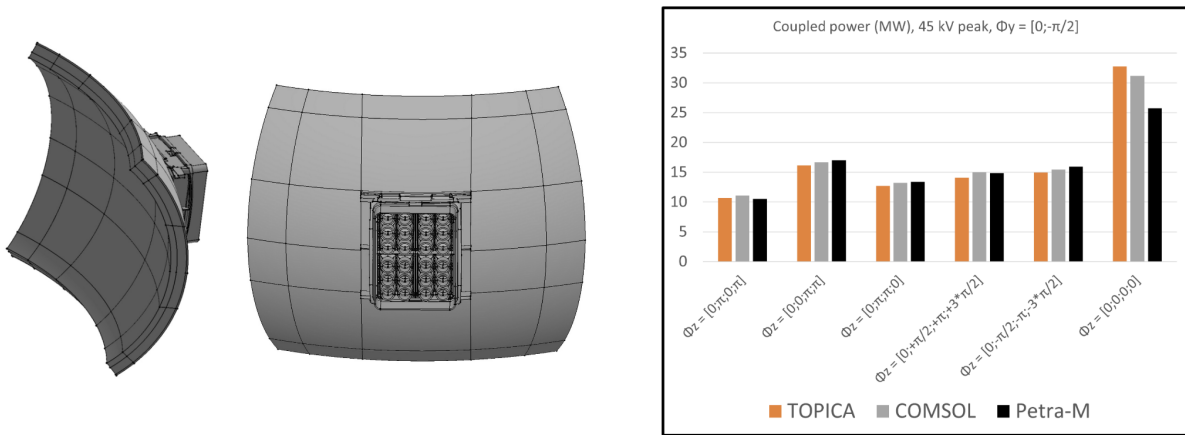 Coupled power (MW), 45 kV peak, Φy = [0;-π/2]
35
30
25
20
15
10
5
0
Φz = [0;π;0;π]
Φz = [0;0;π;π]
Φz = [0;π;π;0]
Φz = [0;+π/2;+π;+3*π/2]
Φz = [0;-π/2;-π;-3*π/2]
Φz = [0;0;0;0]
TOPICA COMSOL Petra-M